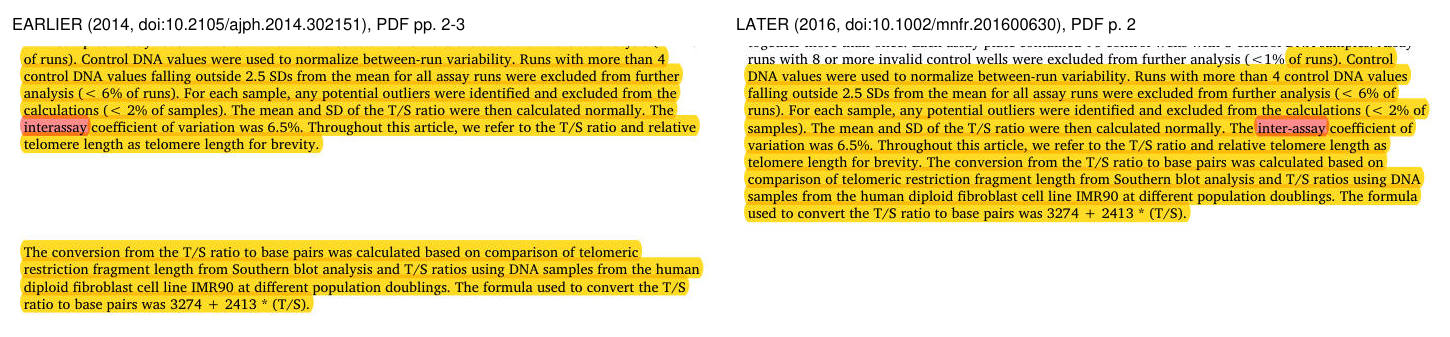 EARLIER (2014, doi:10.2105/ajph.2014.302151), PDF pp. 2-3
of runs). Control DNA values were used to normalize between-run variability. Runs with more than 4
control DNA values falling outside 2.5 SDs from the mean for all assay runs were excluded from further
analysis (< 6% of runs). For each sample, any potential outliers were identified and excluded from the
calculations (< 2% of samples). The mean and SD of the T/S ratio were then calculated normally. The
interassay coefficient of variation was 6.5%. Throughout this article, we refer to the T/S ratio and relative
telomere length as telomere length for brevity.
The conversion from the T/S ratio to base pairs was calculated based on comparison of telomeric
restriction fragment length from Southern blot analysis and T/S ratios using DNA samples from the human
diploid fibroblast cell line IMR90 at different population doublings. The formula used to convert the T/S
ratio to base pairs was 3274 + 2413 * (T/S).
LATER (2016, doi:10.1002/mnfr.201600630), PDF p. 2
runs with 8 or more invalid control wells were excluded from further analysis (<1% of runs). Control
DNA values were used to normalize between-run variability. Runs with more than 4 control DNA values
falling outside 2.5 SDs from the mean for all assay runs were excluded from further analysis (< 6% of
runs). For each sample, any potential outliers were identified and excluded from the calculations (< 2% of
samples). The mean and SD of the T/S ratio were then calculated normally. The inter-assay coefficient of
variation was 6.5%. Throughout this article, we refer to the T/S ratio and relative telomere length as
telomere length for brevity. The conversion from the T/S ratio to base pairs was calculated based on
comparison of telomeric restriction fragment length from Southern blot analysis and T/S ratios using DNA
samples from the human diploid fibroblast cell line IMR90 at different population doublings. The formula
used to convert the T/S ratio to base pairs was 3274 + 2413 * (T/S).